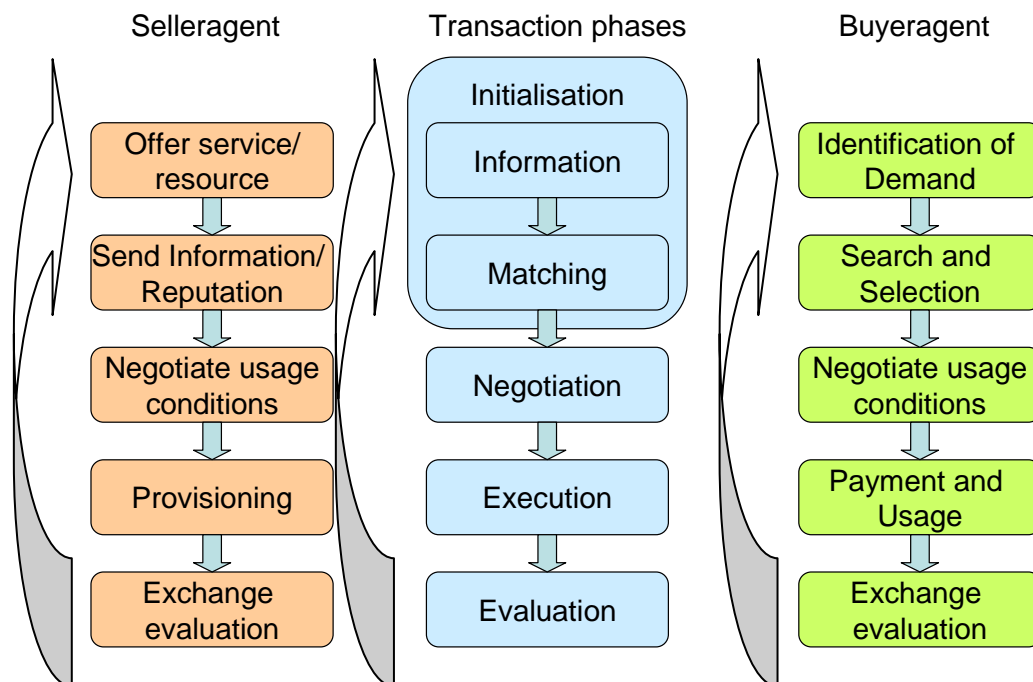 Selleragent
Transaction phases
Buyeragent
Initialisation
Offer service/
resource
Information
Identification of
Demand
Send Information/
Reputation
Matching
Search and
Selection
Negotiate usage
conditions
Negotiation
Negotiate usage
conditions
Provisioning
Execution
Payment and
Usage
Exchange
evaluation
Evaluation
Exchange
evaluation